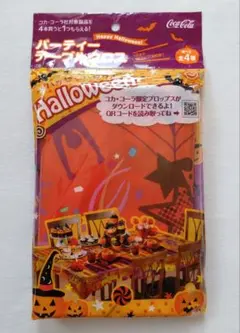 コカ・コーラ社対象製品を
4本買うと1つもらえる!
Coca-Cola
Happy Halloween!
パーティー
テーブルクロス
全4種
Halloween
コカ・コーラ限定プロップスが
ダウンロードできるよ!
QRコードを読み取ってね